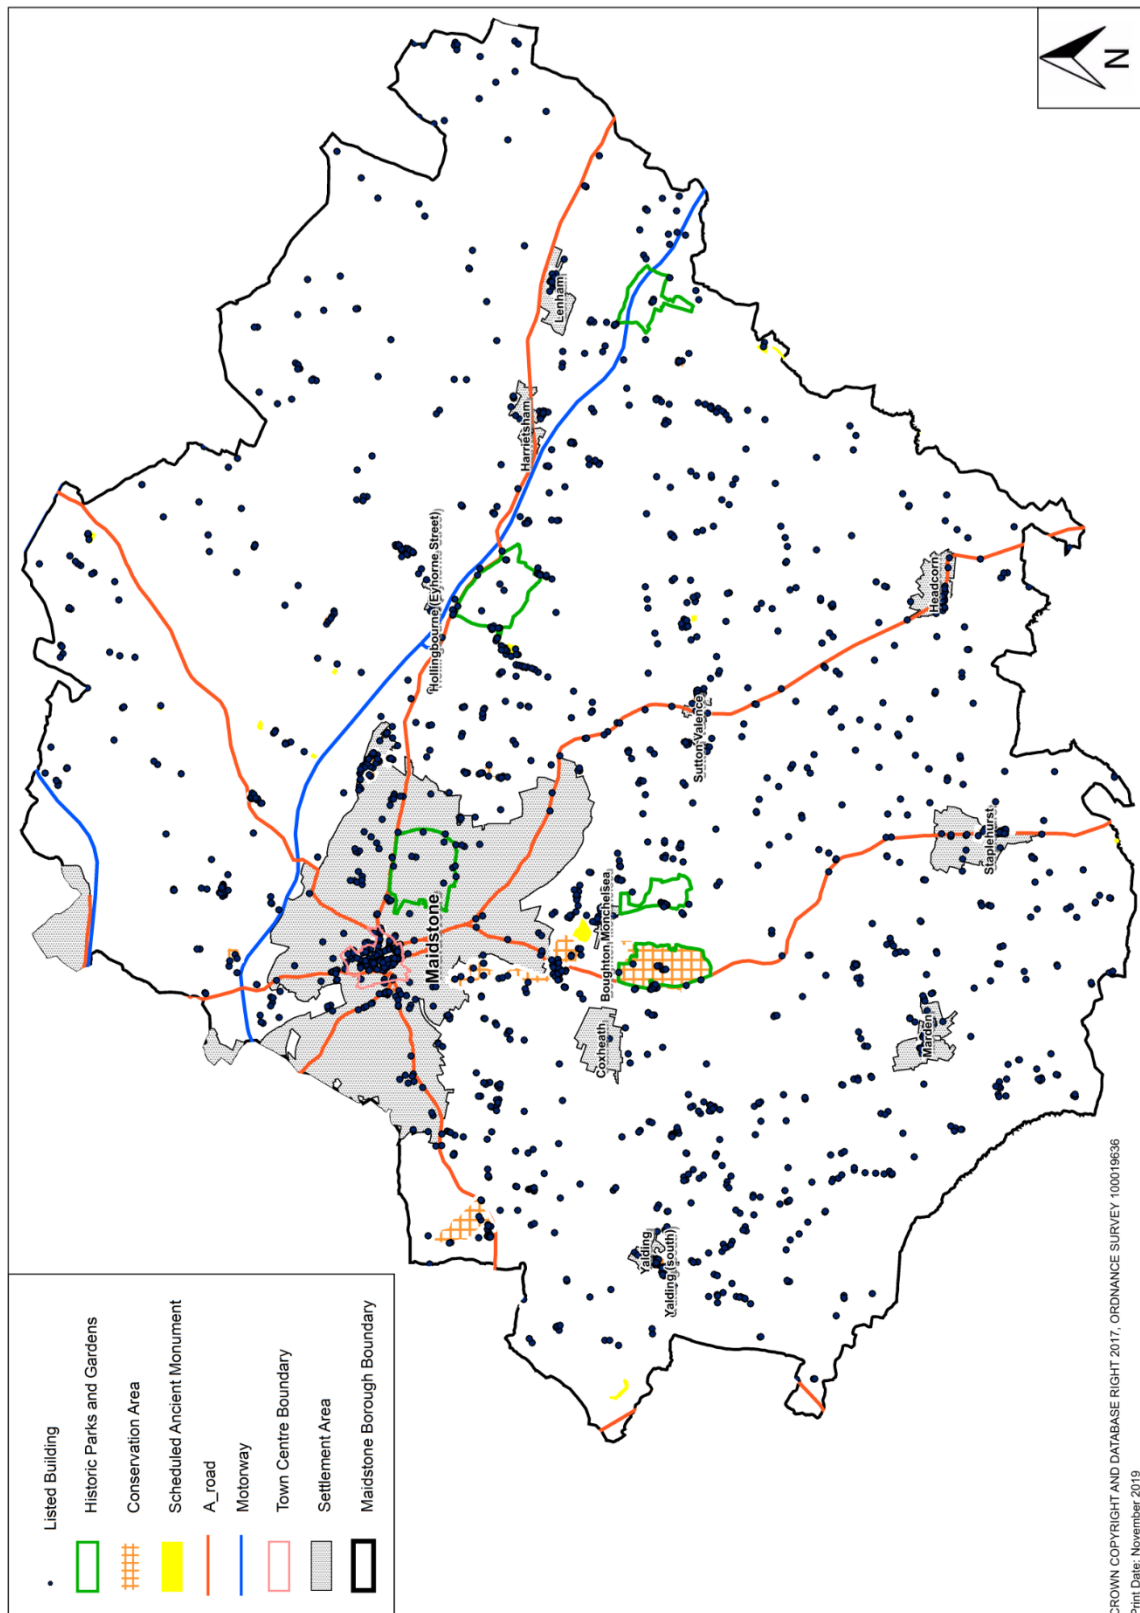 Listed Building
Historic Parks and Gardens
Conservation Area
Scheduled Ancient Monument
A_road
Motorway
Town Centre Boundary
Settlement Area
Maidstone Borough Boundary
N
Maidstone
Hollingbourne (Eyhorne Street)
Harrietsham
Lenham
Boughton Monchelsea
Coxheath
Sutton Valence
Yalding
Yalding (south)
Marden
Staplehurst
Headcorn
CROWN COPYRIGHT AND DATABASE RIGHT 2017, ORDNANCE SURVEY 100019636
Print Date: November 2019